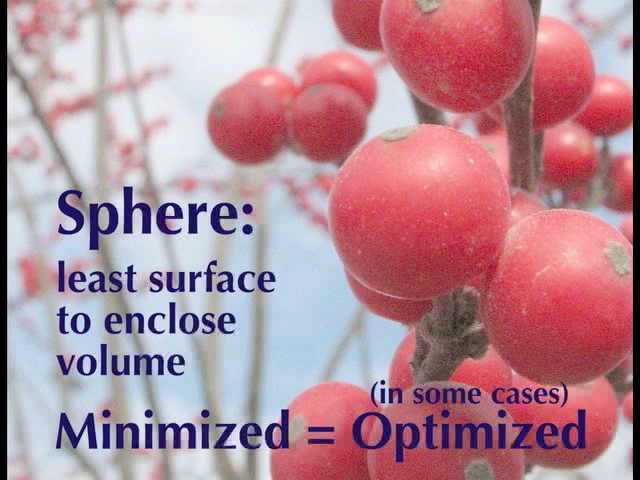 Sphere:
least surface
to enclose
volume
(in some cases)
Minimized = Optimized